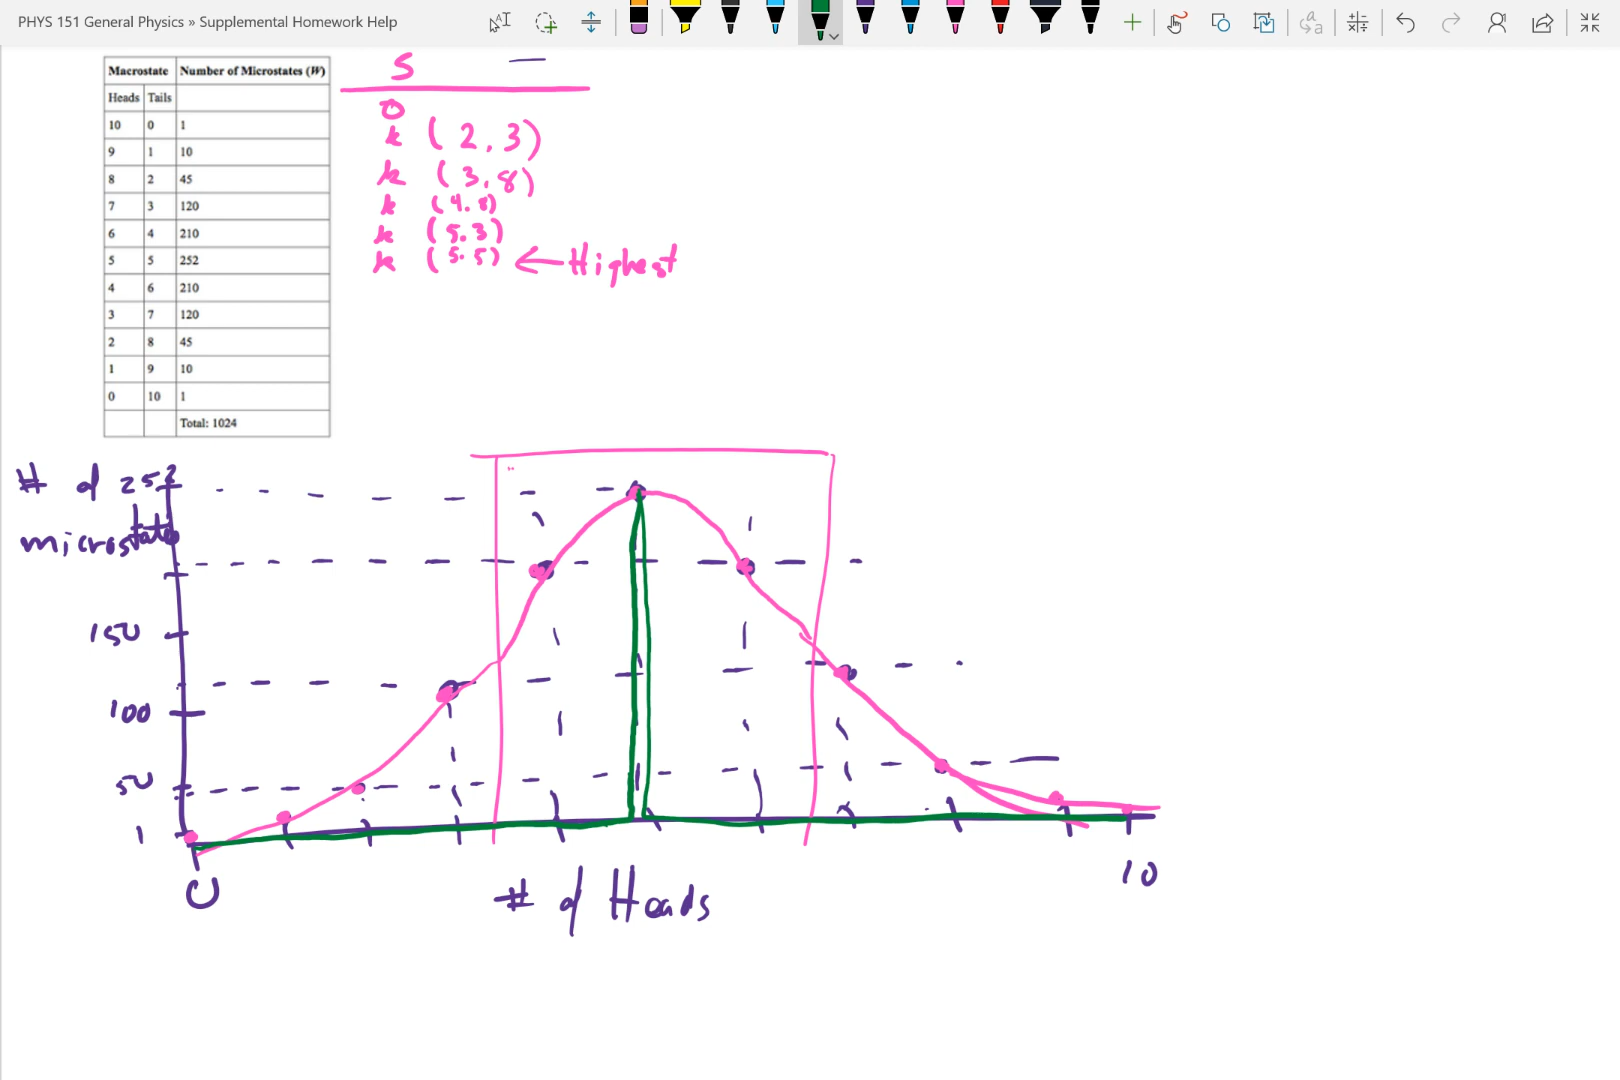 PHYS 151 General Physics » Supplemental Homework Help
Macrostate Number of Microstates (W)
Heads Tails
10 0 1
9 1 10
8 2 45
7 3 120
6 4 210
5 5 252
4 6 210
3 7 120
2 8 45
1 9 10
0 10 1
Total: 1024
S
0
k (2.3)
k (3.8)
k (4.8)
k (5.3)
k (5.5) ← Highest
# of 252
microstate
150
100
50
1
0
10
# of Heads